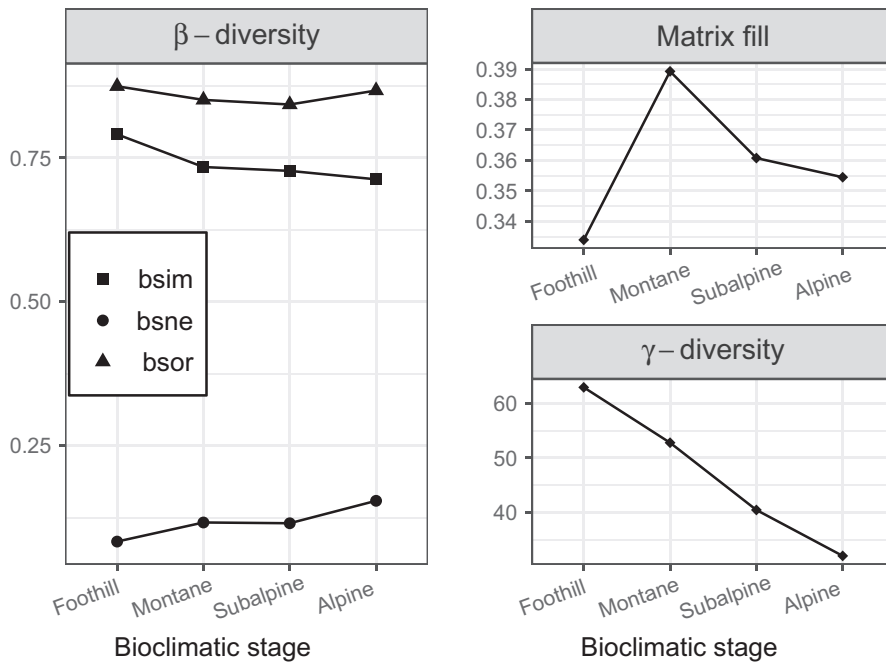 β – diversity
0.75
0.50
0.25
bsim
bsne
bsor
Foothill
Montane
Subalpine
Alpine
Bioclimatic stage
Matrix fill
0.39
0.38
0.37
0.36
0.35
0.34
Foothill
Montane
Subalpine
Alpine
γ – diversity
60
50
40
Foothill
Montane
Subalpine
Alpine
Bioclimatic stage